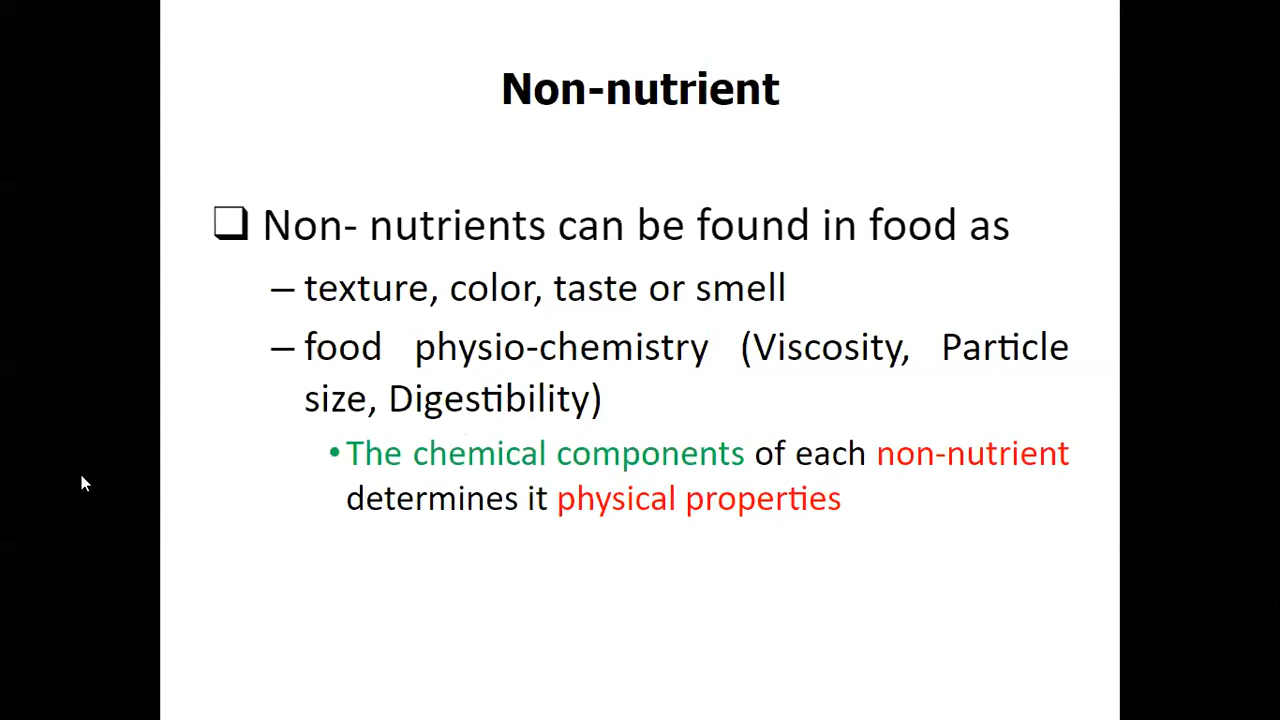 Non-nutrient
❑ Non- nutrients can be found in food as
– texture, color, taste or smell
– food physio-chemistry (Viscosity, Particle
size, Digestibility)
• The chemical components of each non-nutrient
determines it physical properties